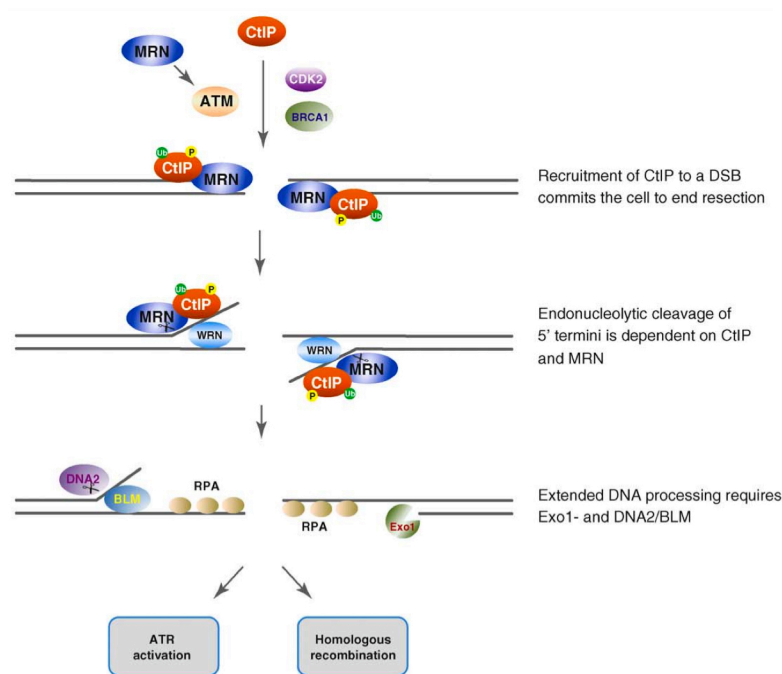 CtIP
MRN
CDK2
ATM
BRCA1
Ub
P
CtIP
MRN
MRN
CtIP
P
Ub
Recruitment of CtIP to a DSB
commits the cell to end resection
Ub
P
CtIP
MRN
WRN
WRN
MRN
CtIP
P
Ub
Endonucleolytic cleavage of
5' termini is dependent on CtIP
and MRN
DNA2
BLM
RPA
RPA
Exo1
Extended DNA processing requires
Exo1- and DNA2/BLM
ATR
activation
Homologous
recombination